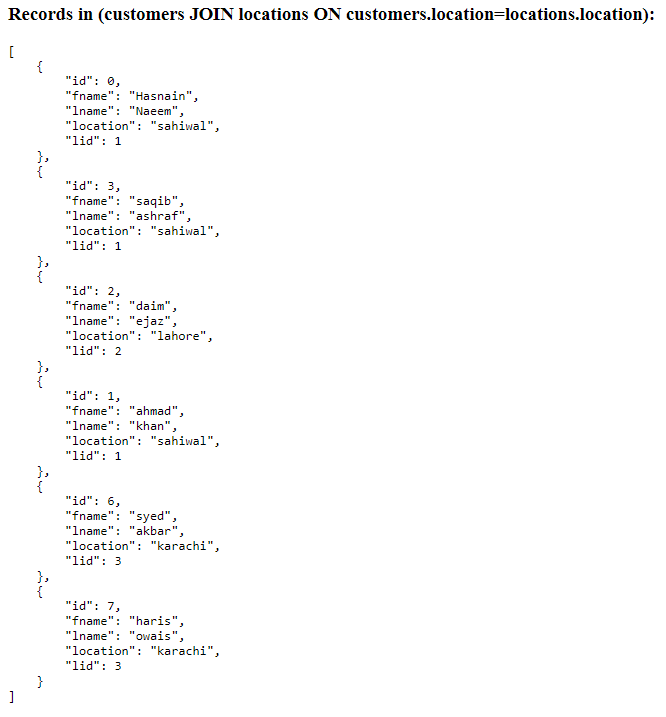 Records in (customers JOIN locations ON customers.location=locations.location):
[
    {
        "id": 0,
        "fname": "Hasnain",
        "lname": "Naeem",
        "location": "sahiwal",
        "lid": 1
    },
    {
        "id": 3,
        "fname": "saqib",
        "lname": "ashraf",
        "location": "sahiwal",
        "lid": 1
    },
    {
        "id": 2,
        "fname": "daim",
        "lname": "ejaz",
        "location": "lahore",
        "lid": 2
    },
    {
        "id": 1,
        "fname": "ahmad",
        "lname": "khan",
        "location": "sahiwal",
        "lid": 1
    },
    {
        "id": 6,
        "fname": "syed",
        "lname": "akbar",
        "location": "karachi",
        "lid": 3
    },
    {
        "id": 7,
        "fname": "haris",
        "lname": "owais",
        "location": "karachi",
        "lid": 3
    }
]